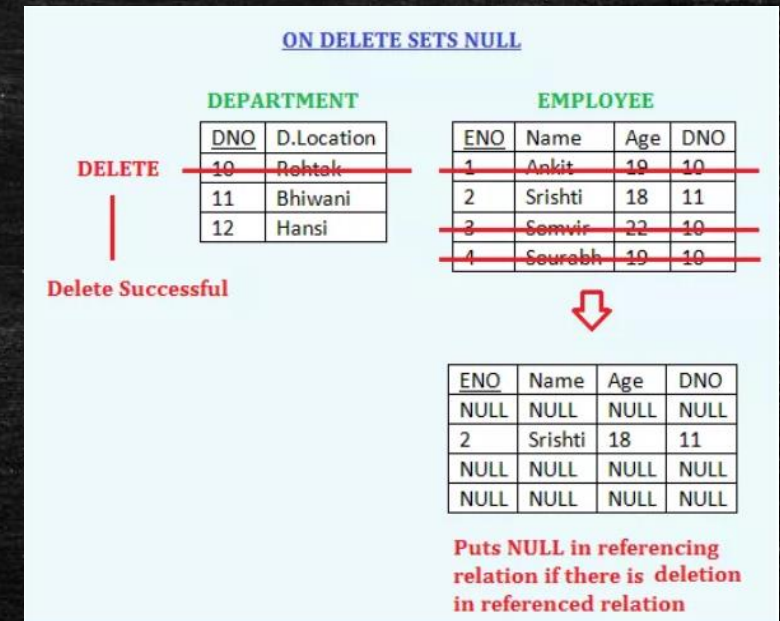 ON DELETE SETS NULL
DEPARTMENT
DNO D.Location
10 Rohtak
11 Bhiwani
12 Hansi
DELETE
Delete Successful
EMPLOYEE
ENO Name Age DNO
1 Ankit 19 10
2 Srishti 18 11
3 Somvir 22 10
4 Sourabh 19 10
ENO Name Age DNO
NULL NULL NULL NULL
2 Srishti 18 11
NULL NULL NULL NULL
NULL NULL NULL NULL
Puts NULL in referencing
relation if there is deletion
in referenced relation